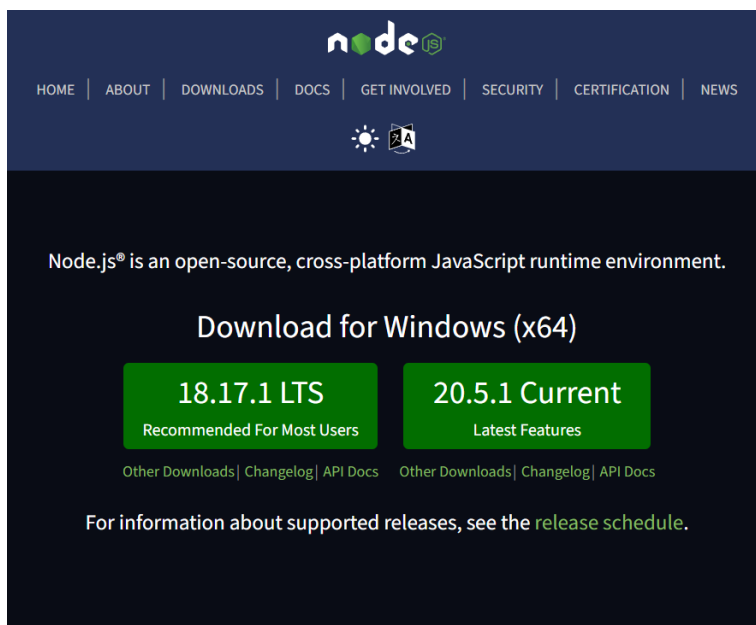 node JS
HOME | ABOUT | DOWNLOADS | DOCS | GET INVOLVED | SECURITY | CERTIFICATION | NEWS
A
Node.js® is an open-source, cross-platform JavaScript runtime environment.
Download for Windows (x64)
18.17.1 LTS 20.5.1 Current
Recommended For Most Users Latest Features
Other Downloads| Changelog| API Docs Other Downloads| Changelog| API Docs
For information about supported releases, see the release schedule.